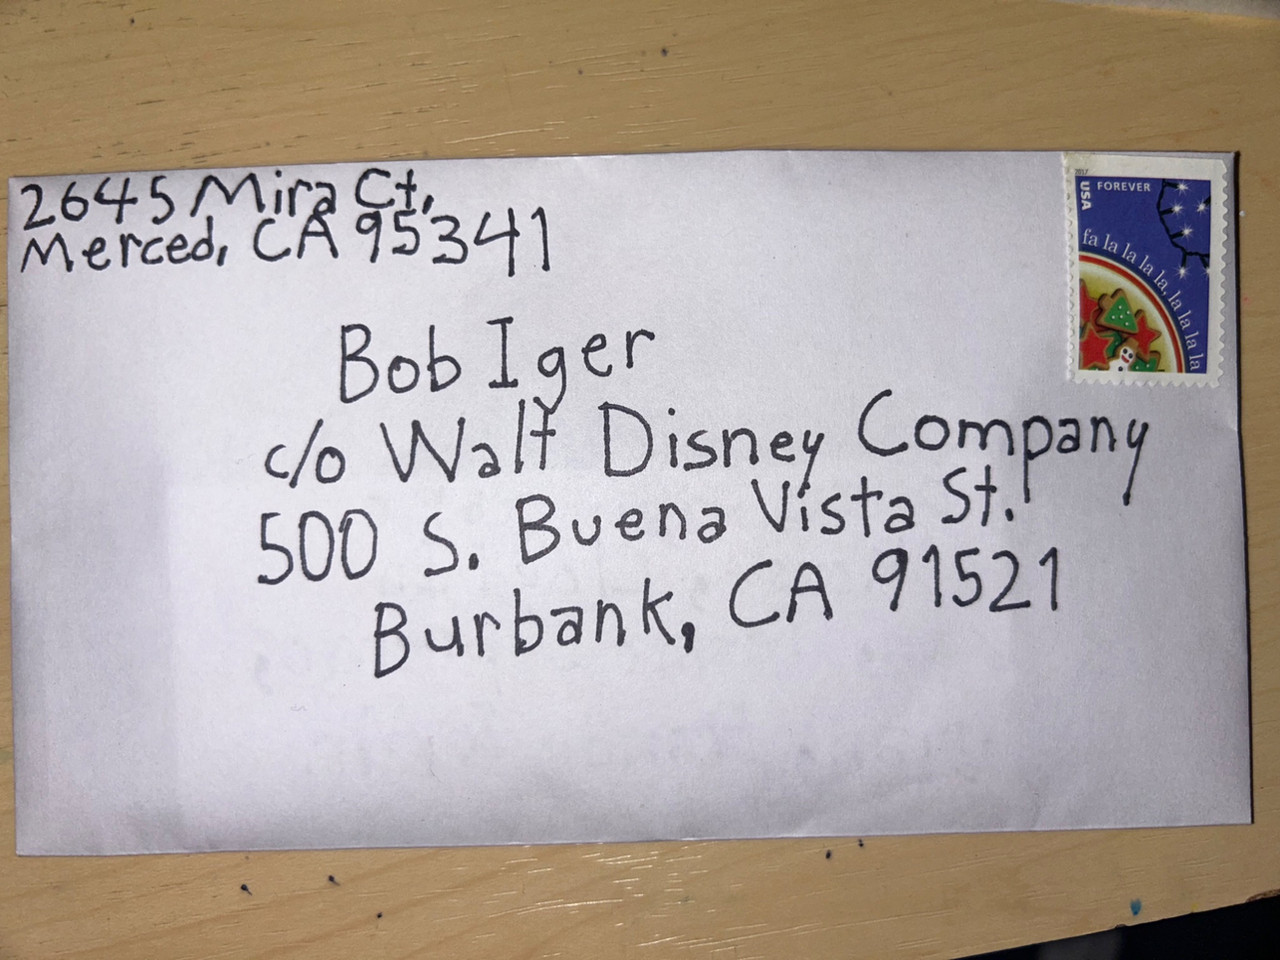 2645 Mira Ct,
Merced, CA 95341
2017
USA
FOREVER
fa la la la la, la la la la
Bob Iger
c/o Walt Disney Company
500 S. Buena Vista St.
Burbank, CA 91521